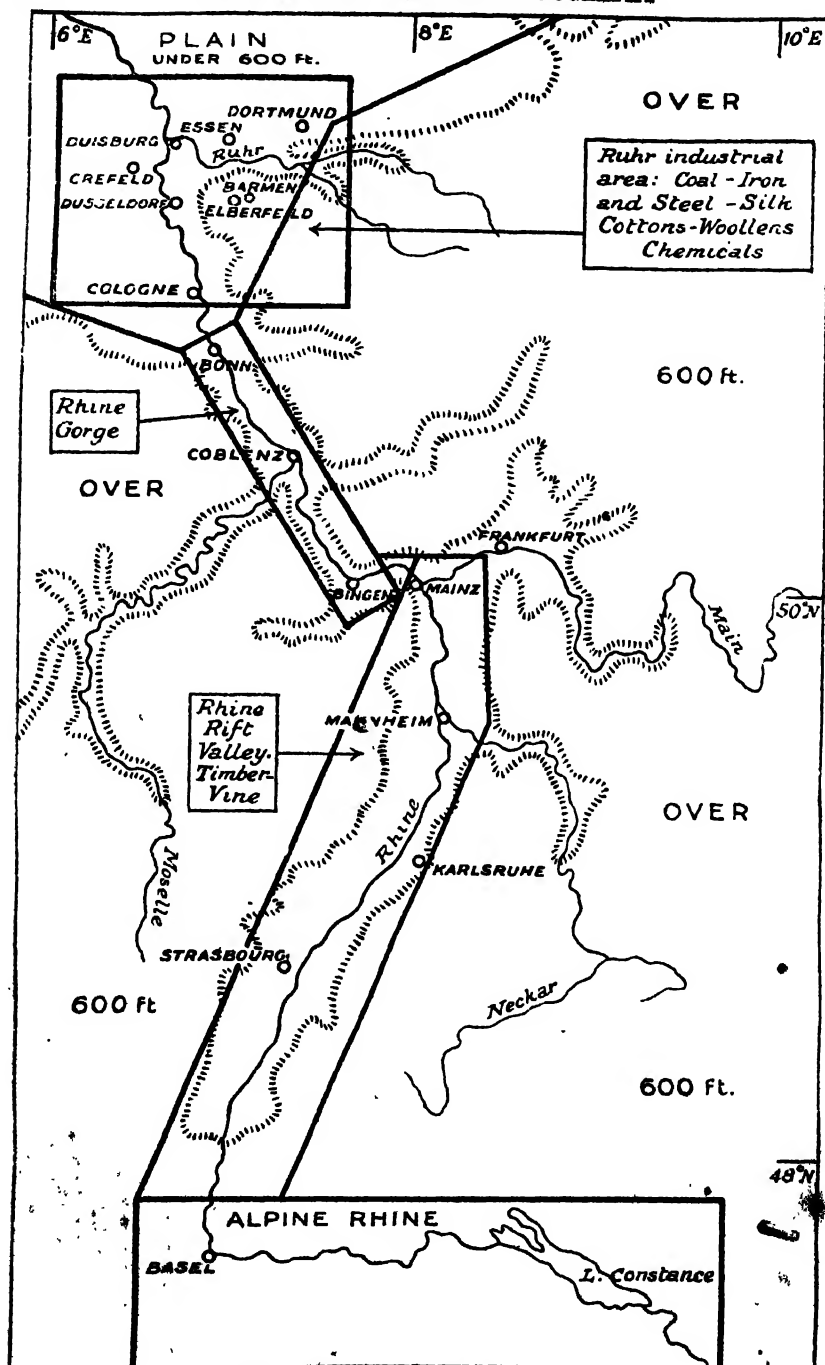 6°E
8°E
10°E
PLAIN
UNDER 600 FT.
OVER
DORTMUND
ESSEN
DUISBURG
Ruhr
CREFELD
BARMEN
DUSSELDORF
ELBERFELD
Ruhr industrial
area: Coal-Iron
and Steel-Silk
Cottons-Woollens
Chemicals
COLOGNE
BONN
600 ft.
Rhine
Gorge
COBLENZ
OVER
FRANKFURT
BINGEN
MAINZ
50°N
Main
Rhine
Rift
Valley.
Timber-
Vine
MANNHEIM
OVER
Rhine
KARLSRUHE
Moselle
STRASBOURG
600 ft
Neckar
600 ft.
48°N
ALPINE RHINE
BASEL
L. Constance